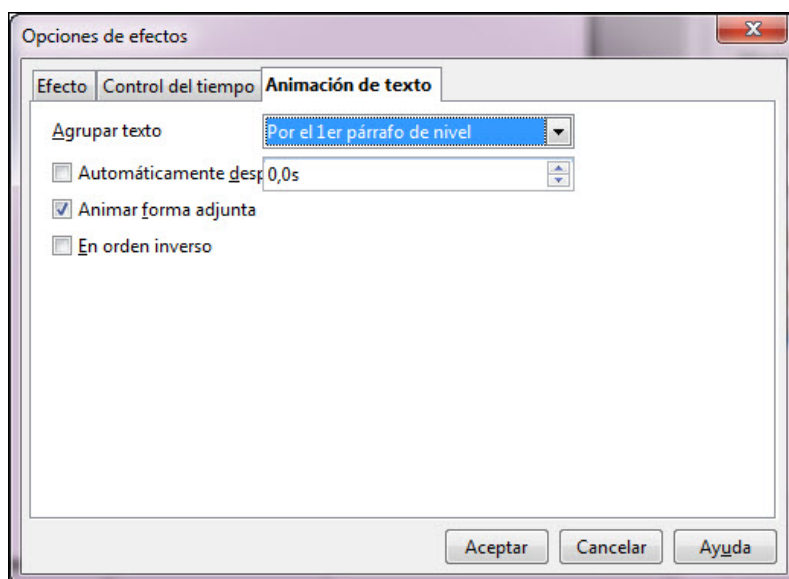 Opciones de efectos
Efecto Control del tiempo Animación de texto
Agrupar texto Por el 1er párrafo de nivel
Automáticamente desp 0,0s
Animar forma adjunta
En orden inverso
Aceptar Cancelar Ayuda